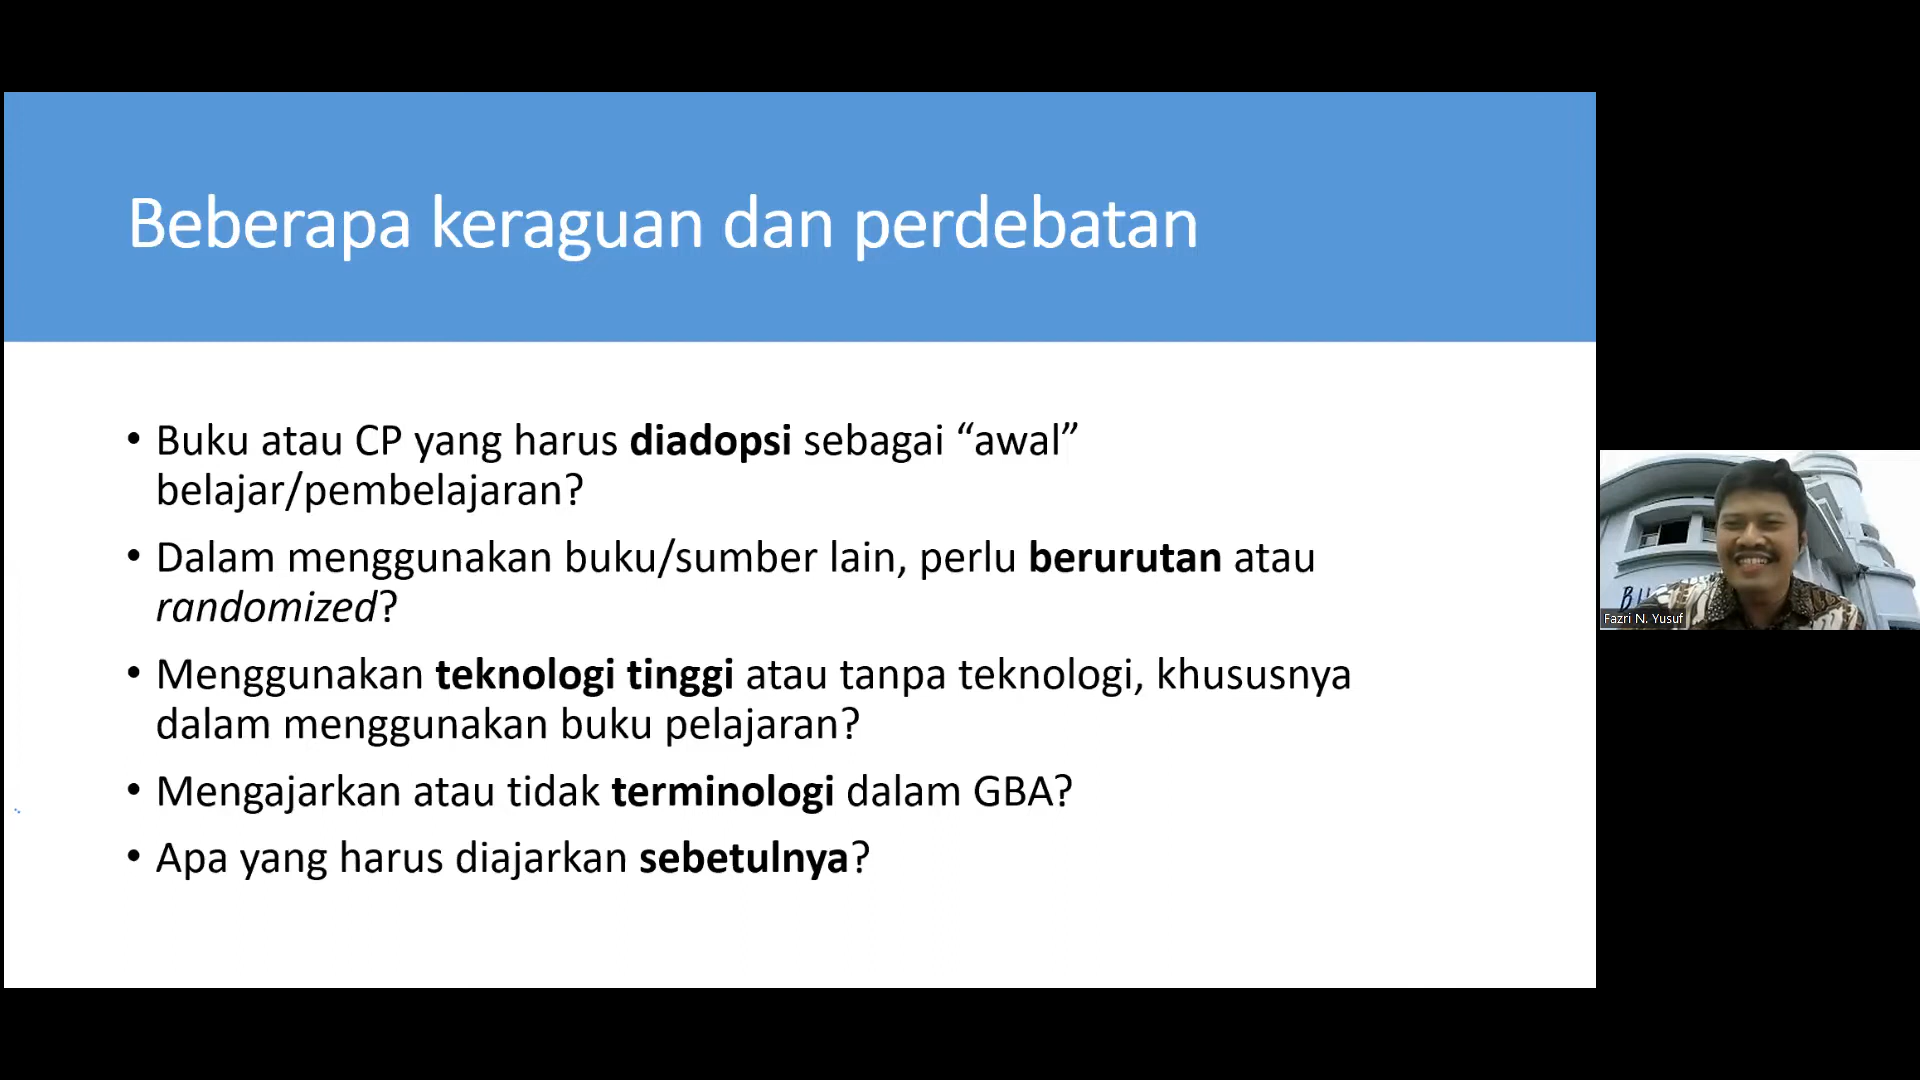 Beberapa keraguan dan perdebatan
• Buku atau CP yang harus diadopsi sebagai “awal”
belajar/pembelajaran?
• Dalam menggunakan buku/sumber lain, perlu berurutan atau
randomized?
• Menggunakan teknologi tinggi atau tanpa teknologi, khususnya
dalam menggunakan buku pelajaran?
• Mengajarkan atau tidak terminologi dalam GBA?
• Apa yang harus diajarkan sebetulnya?
Fazri N. Yusuf